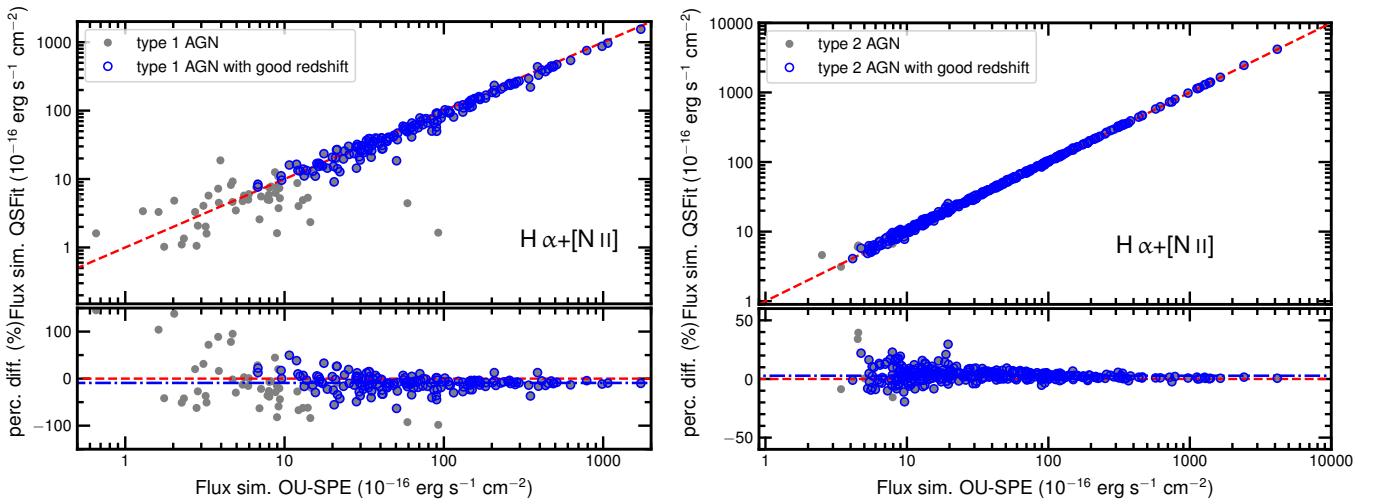 1000
100
10
1
type 1 AGN
type 1 AGN with good redshift
H α+[N II]
Flux sim. QSFit (10⁻¹⁶ erg s⁻¹ cm⁻²)
100
0
−100
perc. diff. (%)
1 10 100 1000
Flux sim. OU-SPE (10⁻¹⁶ erg s⁻¹ cm⁻²)
10000
1000
100
10
1
type 2 AGN
type 2 AGN with good redshift
H α+[N II]
Flux sim. QSFit (10⁻¹⁶ erg s⁻¹ cm⁻²)
50
0
−50
perc. diff. (%)
1 10 100 1000 10000
Flux sim. OU-SPE (10⁻¹⁶ erg s⁻¹ cm⁻²)